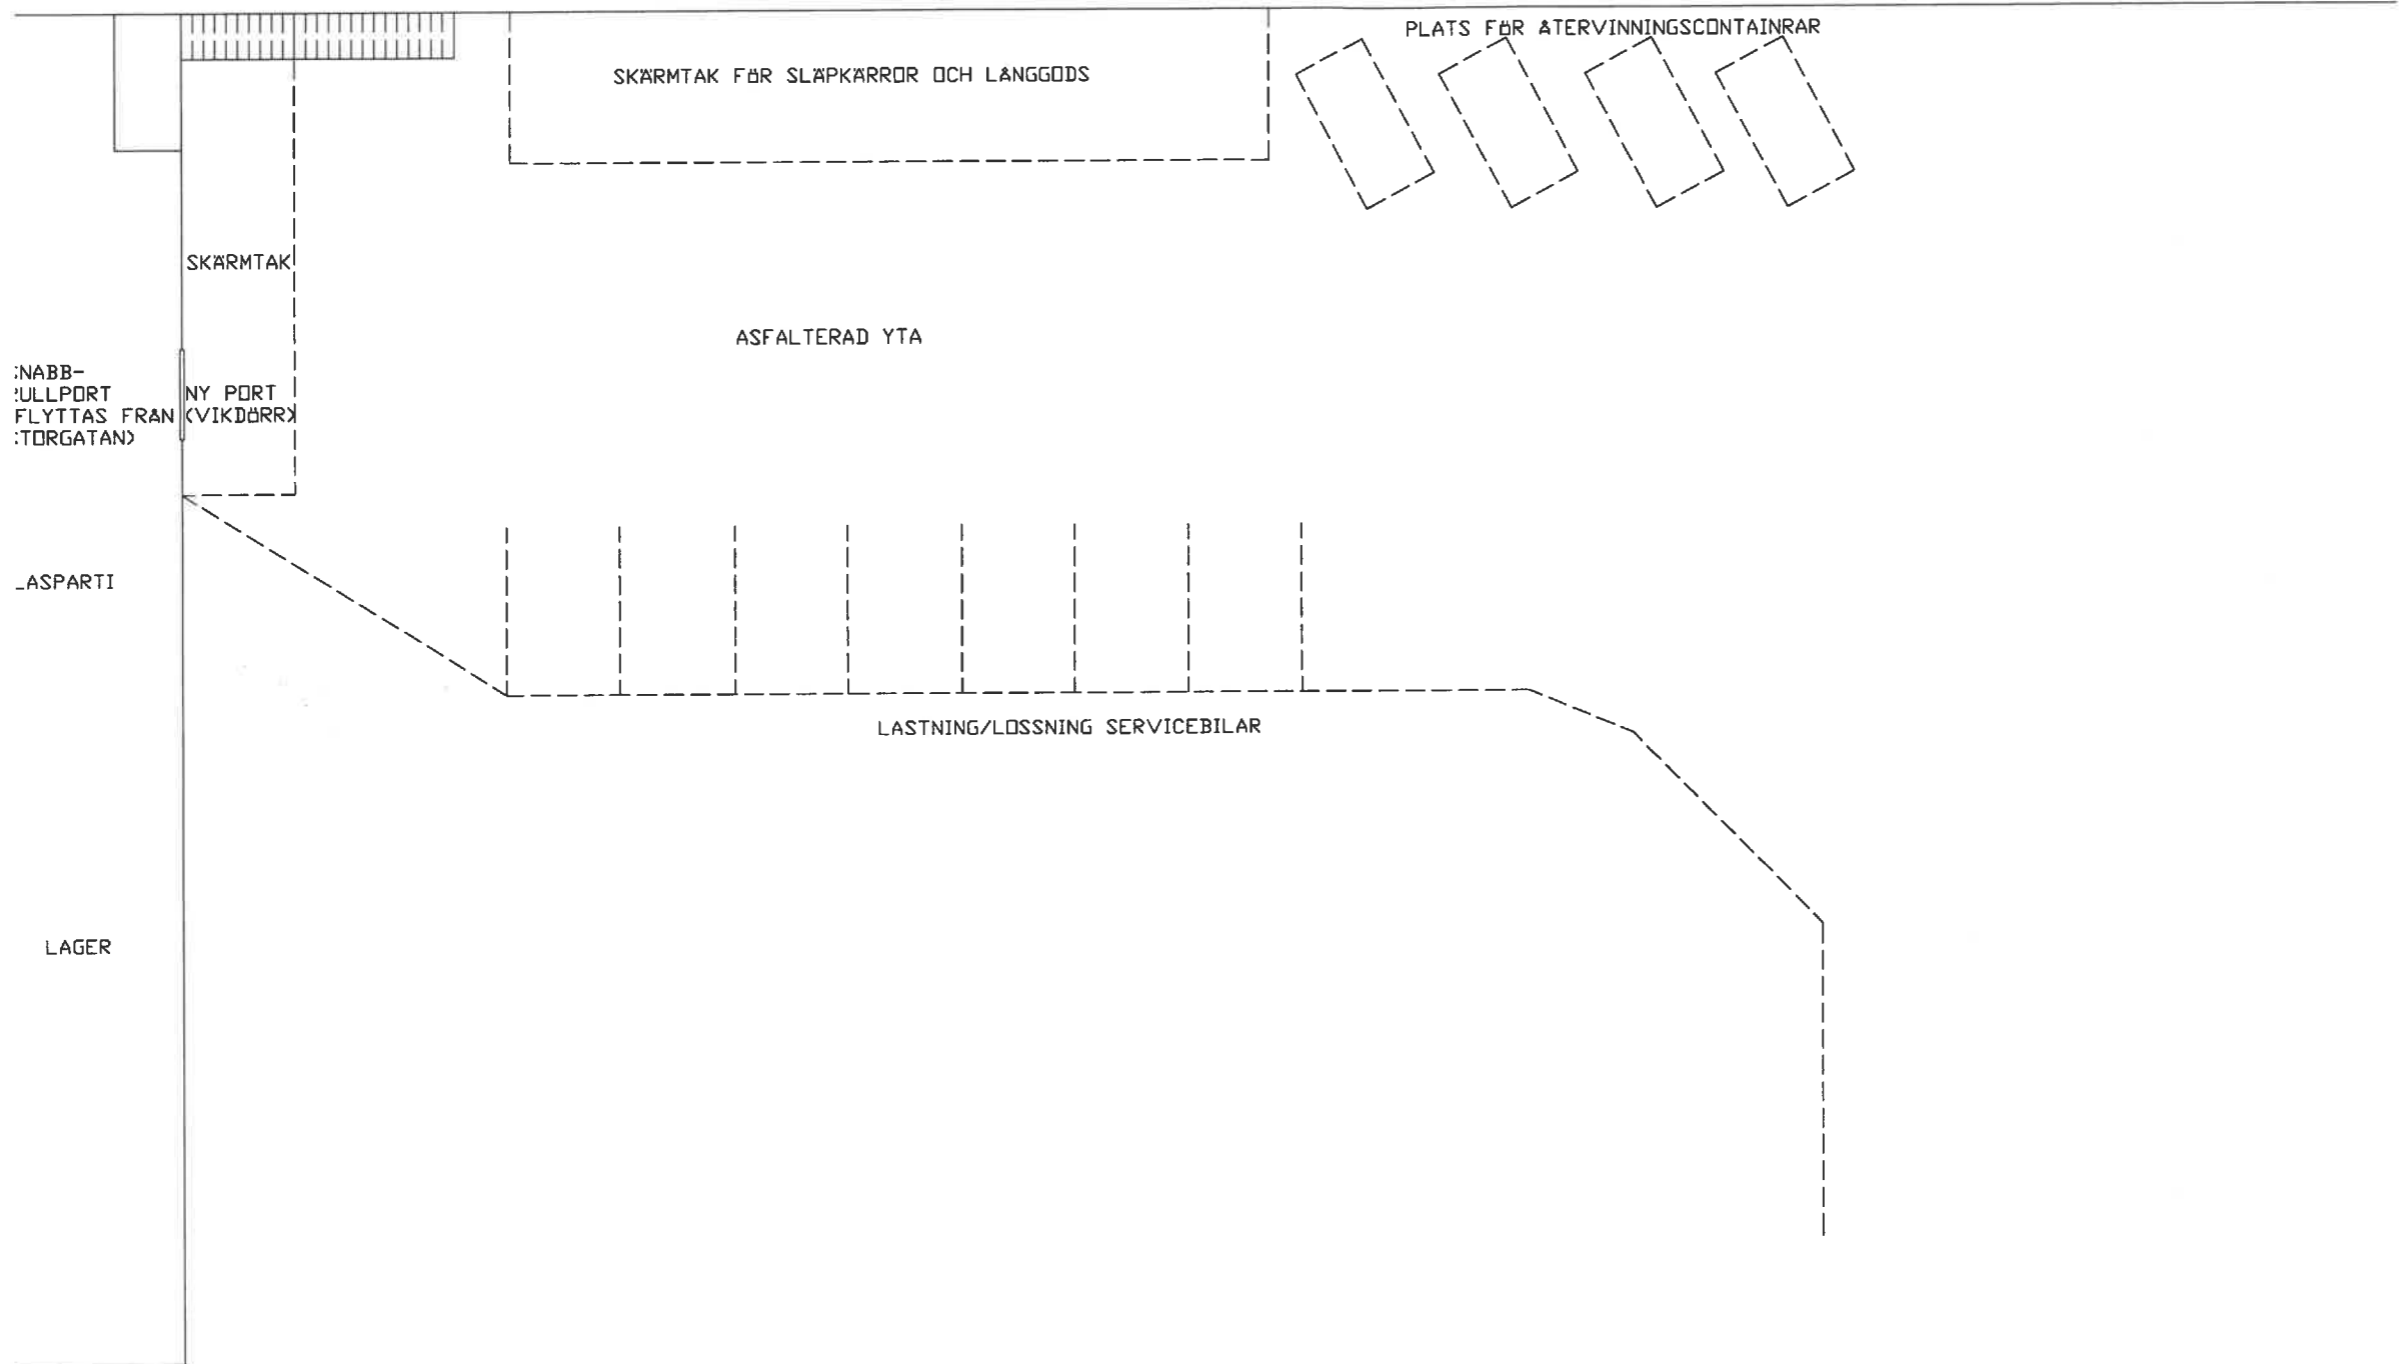 PLATS FÖR ÅTERVINNINGSCONTAINRAR
SKÄRMTAK FÖR SLÄPKÄRROR OCH LÅNGGODS
SKÄRMTAK
ASFALTERAD YTA
NABB-
ULLPORT
FLYTTAS FRÅN
TORGATAN)
NY PORT
(VIKDÖRR)
ASPARTI
LASTNING/LOSSNING SERVICEBILAR
LAGER